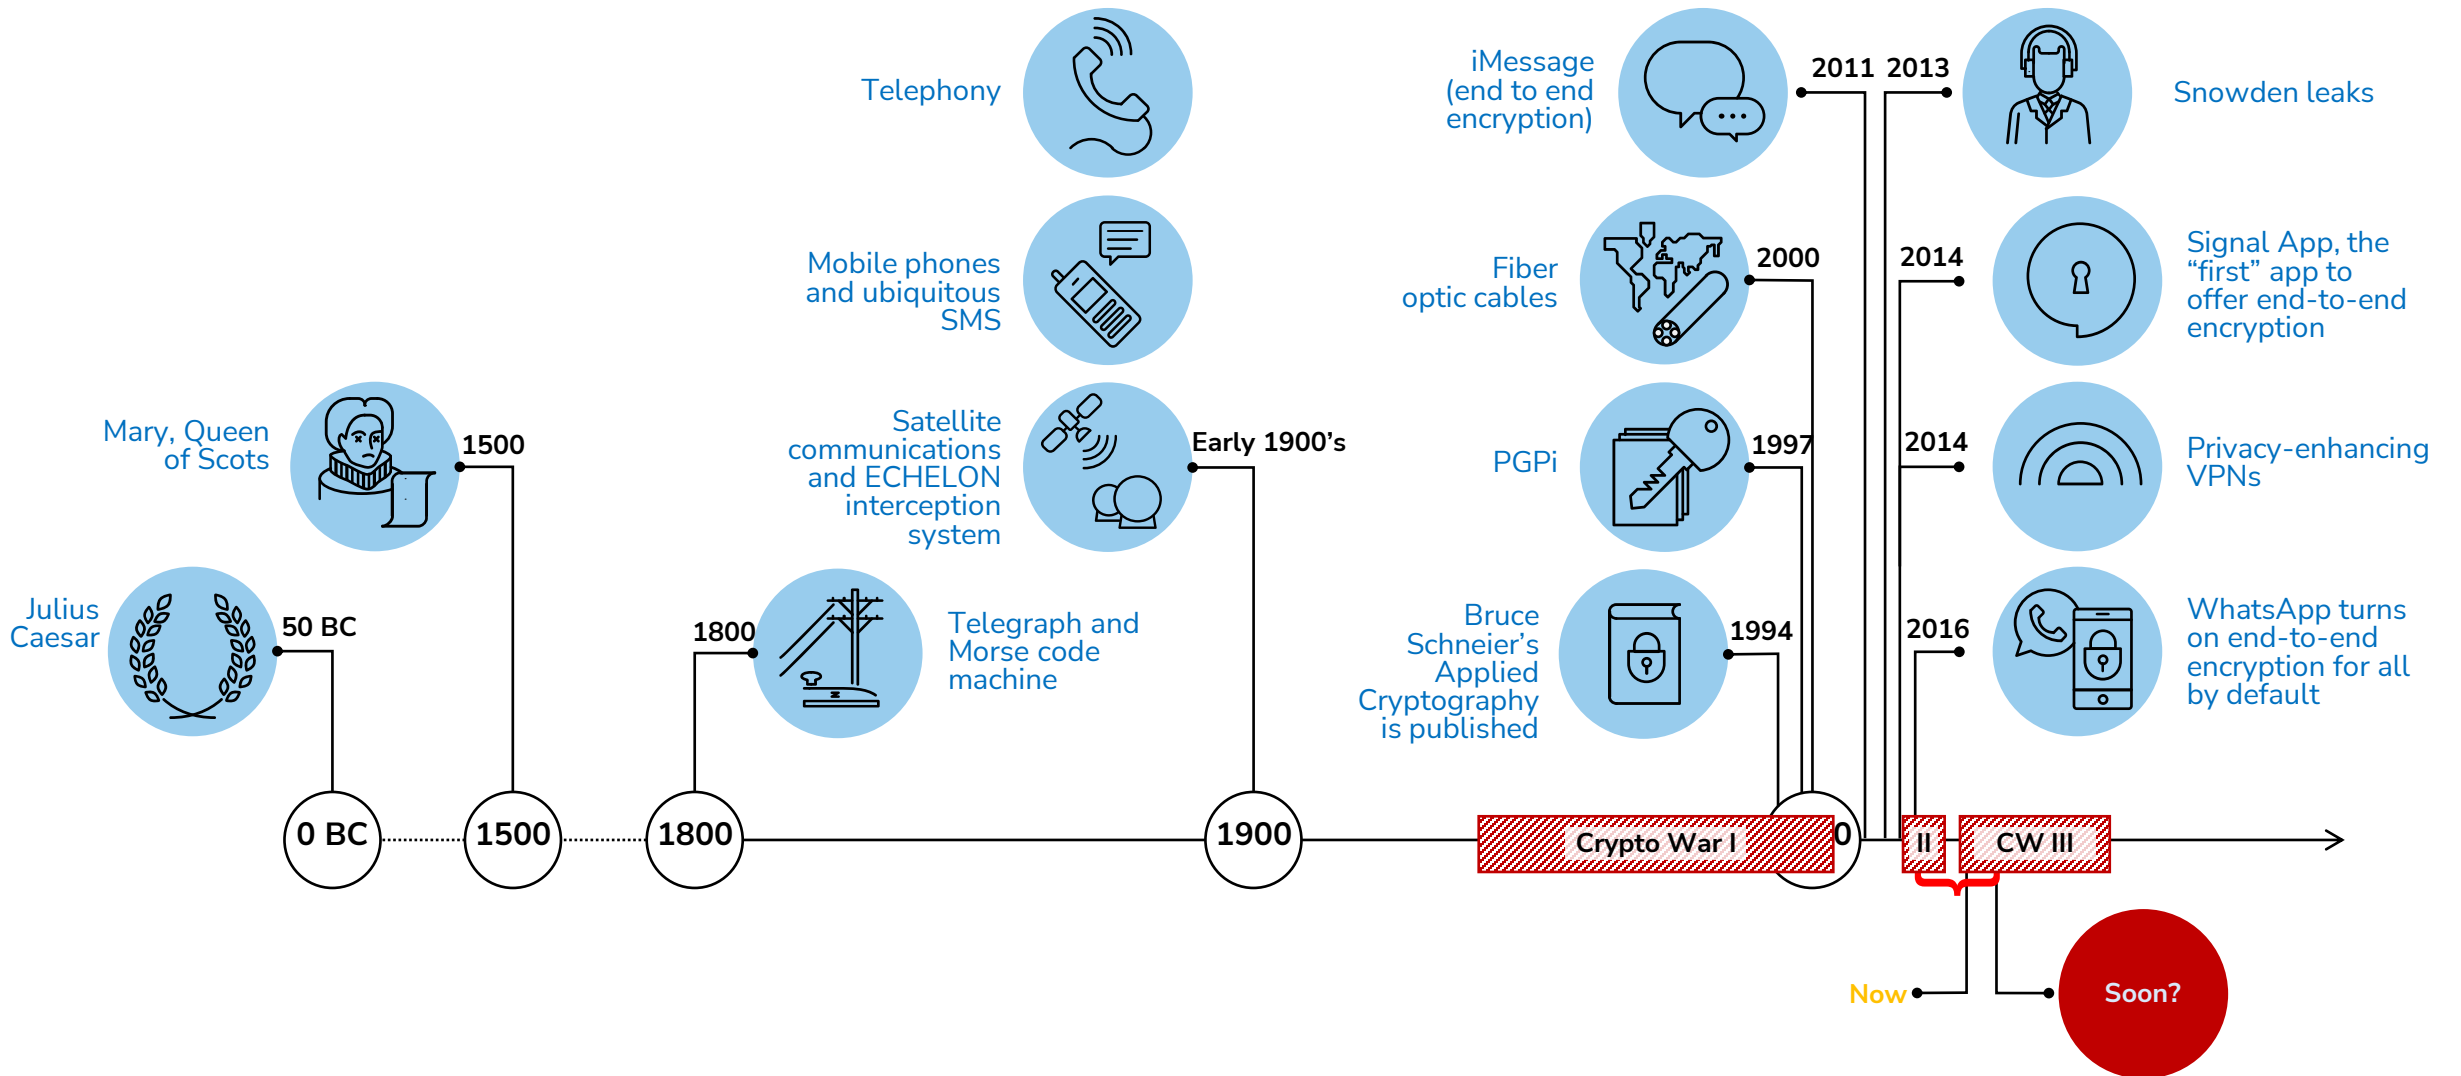 Telephony
iMessage
(end to end
encryption)
2011
2013
Snowden leaks
Mobile phones
and ubiquitous
SMS
Fiber
optic cables
2000
2014
Signal App, the
“first” app to
offer end-to-end
encryption
Mary, Queen
of Scots
1500
Satellite
communications
and ECHELON
interception
system
Early 1900’s
PGPi
1997
2014
Privacy-enhancing
VPNs
Julius
Caesar
50 BC
1800
Telegraph and
Morse code
machine
Bruce
Schneier’s
Applied
Cryptography
is published
1994
2016
WhatsApp turns
on end-to-end
encryption for all
by default
0 BC
1500
1800
1900
Crypto War I
0
II
CW III
Now
Soon?